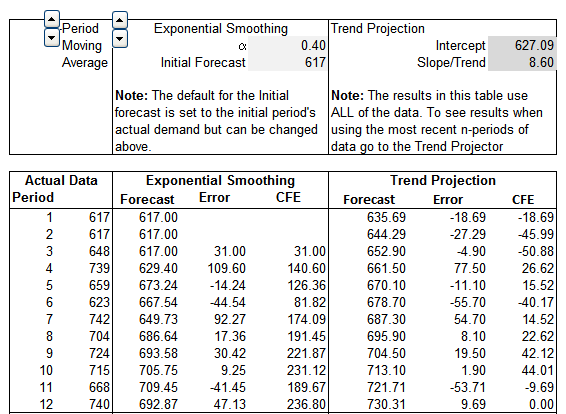 Period Exponential Smoothing Trend Projection
Moving α 0.40 Intercept 627.09
Average Initial Forecast 617 Slope/Trend 8.60
Note: The default for the Initial Note: The results in this table use
forecast is set to the initial period's ALL of the data. To see results when
actual demand but can be changed using the most recent n-periods of
above. data go to the Trend Projector
Actual Data Exponential Smoothing Trend Projection
Period Forecast Error CFE Forecast Error CFE
1 617 617.00 635.69 -18.69 -18.69
2 617 617.00 644.29 -27.29 -45.99
3 648 617.00 31.00 31.00 652.90 -4.90 -50.88
4 739 629.40 109.60 140.60 661.50 77.50 26.62
5 659 673.24 -14.24 126.36 670.10 -11.10 15.52
6 623 667.54 -44.54 81.82 678.70 -55.70 -40.17
7 742 649.73 92.27 174.09 687.30 54.70 14.52
8 704 686.64 17.36 191.45 695.90 8.10 22.62
9 724 693.58 30.42 221.87 704.50 19.50 42.12
10 715 705.75 9.25 231.12 713.10 1.90 44.01
11 668 709.45 -41.45 189.67 721.71 -53.71 -9.69
12 740 692.87 47.13 236.80 730.31 9.69 0.00